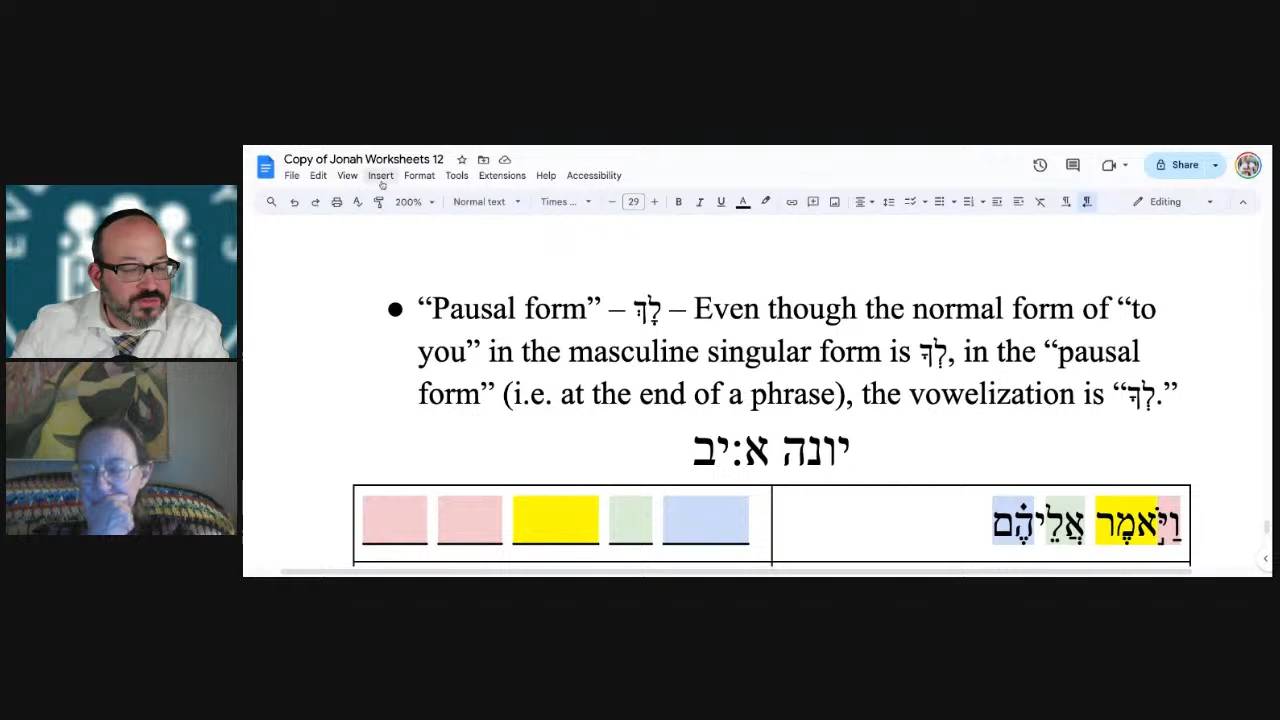 Copy of Jonah Worksheets 12
Share
File Edit View Insert Format Tools Extensions Help Accessibility
200% Normal text Times ... − 29 + B I U A Editing
● “Pausal form” – לָךְ – Even though the normal form of “to
you” in the masculine singular form is לְךָ, in the “pausal
form” (i.e. at the end of a phrase), the vowelization is “לְךָ.”
יונה א:יב
וַיֹּ֣אמֶר אֲלֵיהֶ֗ם